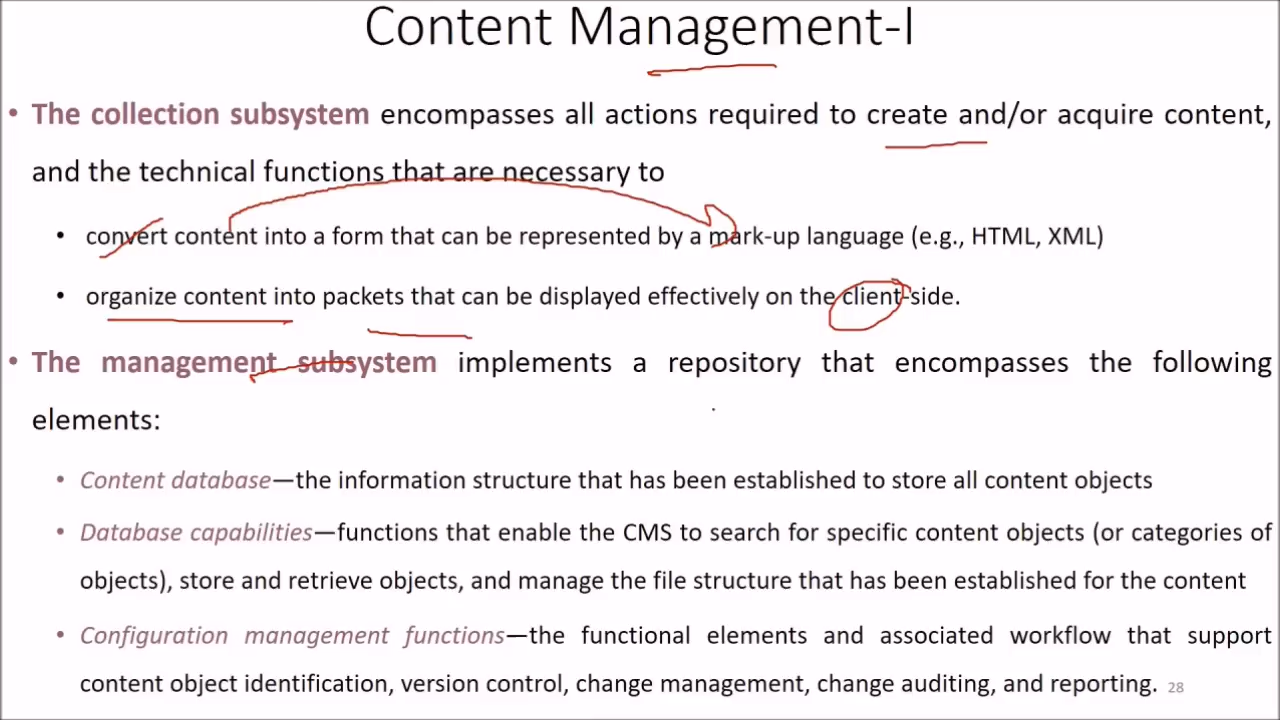 Content Management-I
• The collection subsystem encompasses all actions required to create and/or acquire content,
and the technical functions that are necessary to
• convert content into a form that can be represented by a mark-up language (e.g., HTML, XML)
• organize content into packets that can be displayed effectively on the client-side.
• The management subsystem implements a repository that encompasses the following
elements:
• Content database—the information structure that has been established to store all content objects
• Database capabilities—functions that enable the CMS to search for specific content objects (or categories of
objects), store and retrieve objects, and manage the file structure that has been established for the content
• Configuration management functions—the functional elements and associated workflow that support
content object identification, version control, change management, change auditing, and reporting. 28